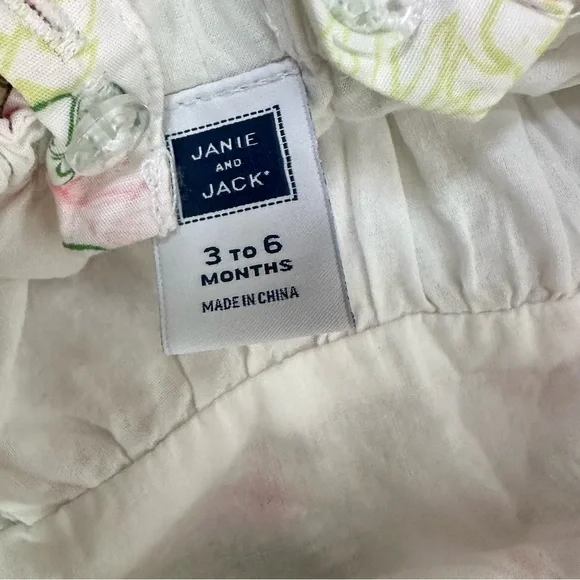 JANIE
AND
JACK®
3 TO 6
MONTHS
MADE IN CHINA